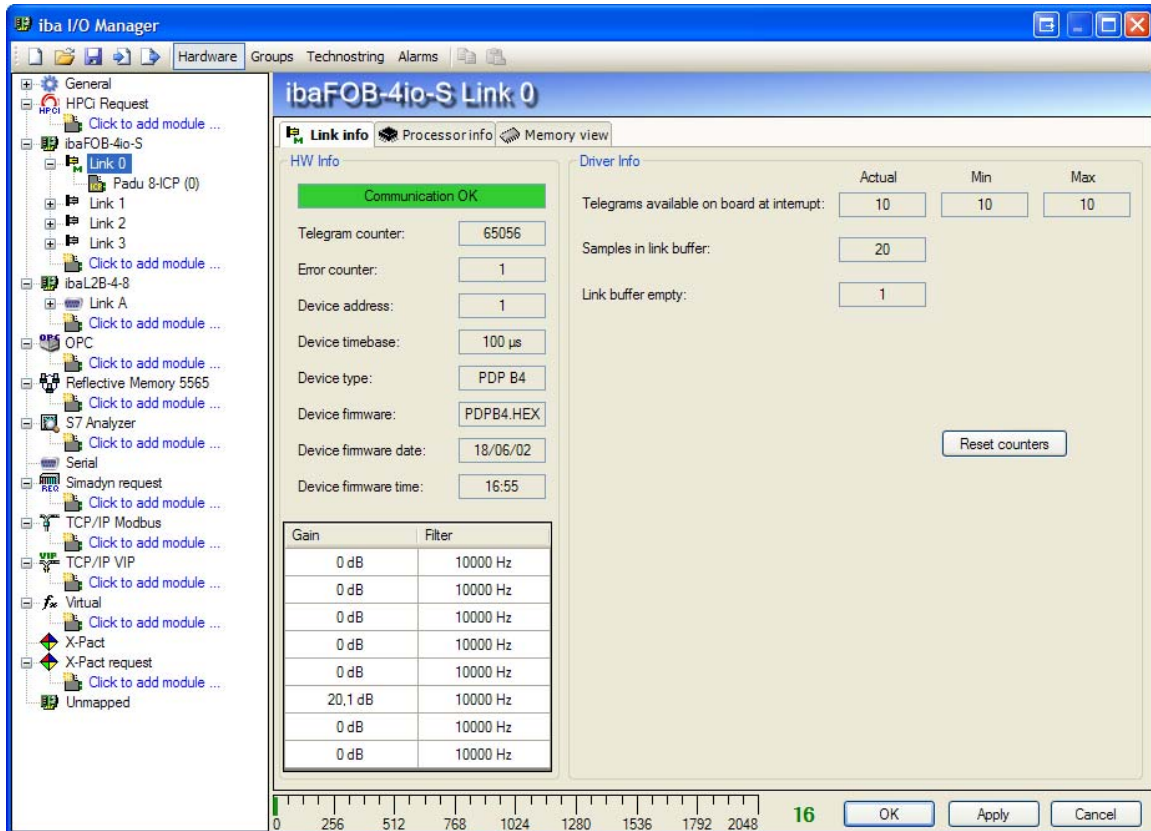 iba I/O Manager
Hardware Groups Technostring Alarms
General
HPCi Request
Click to add module ...
ibaFOB-4io-S
Link 0
Padu 8-ICP (0)
Link 1
Link 2
Link 3
Click to add module ...
ibaL2B-4-8
Link A
Click to add module ...
OPC
Click to add module ...
Reflective Memory 5565
Click to add module ...
S7 Analyzer
Click to add module ...
Serial
Simadyn request
Click to add module ...
TCP/IP Modbus
Click to add module ...
TCP/IP VIP
Click to add module ...
Virtual
Click to add module ...
X-Pact
X-Pact request
Click to add module ...
Unmapped
ibaFOB-4io-S Link 0
Link info Processor info Memory view
HW Info
Communication OK
Telegram counter: 65056
Error counter: 1
Device address: 1
Device timebase: 100 µs
Device type: PDP B4
Device firmware: PDPB4.HEX
Device firmware date: 18/06/02
Device firmware time: 16:55
Gain Filter
0 dB 10000 Hz
0 dB 10000 Hz
0 dB 10000 Hz
0 dB 10000 Hz
0 dB 10000 Hz
20,1 dB 10000 Hz
0 dB 10000 Hz
0 dB 10000 Hz
Driver Info
Actual Min Max
Telegrams available on board at interrupt: 10 10 10
Samples in link buffer: 20
Link buffer empty: 1
Reset counters
0 256 512 768 1024 1280 1536 1792 2048
16
OK Apply Cancel